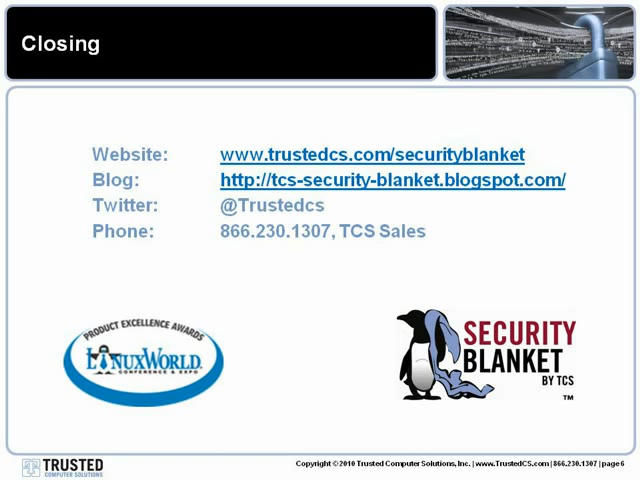 Closing
Website: www.trustedcs.com/securityblanket
Blog: http://tcs-security-blanket.blogspot.com/
Twitter: @Trustedcs
Phone: 866.230.1307, TCS Sales
PRODUCT EXCELLENCE AWARDS
LINUXWORLD
CONFERENCE & EXPO
SECURITY
BLANKET
BY TCS
TM
TRUSTED
COMPUTER SOLUTIONS
Copyright © 2010 Trusted Computer Solutions, Inc. | www.TrustedCS.com | 866.230.1307 | page 6